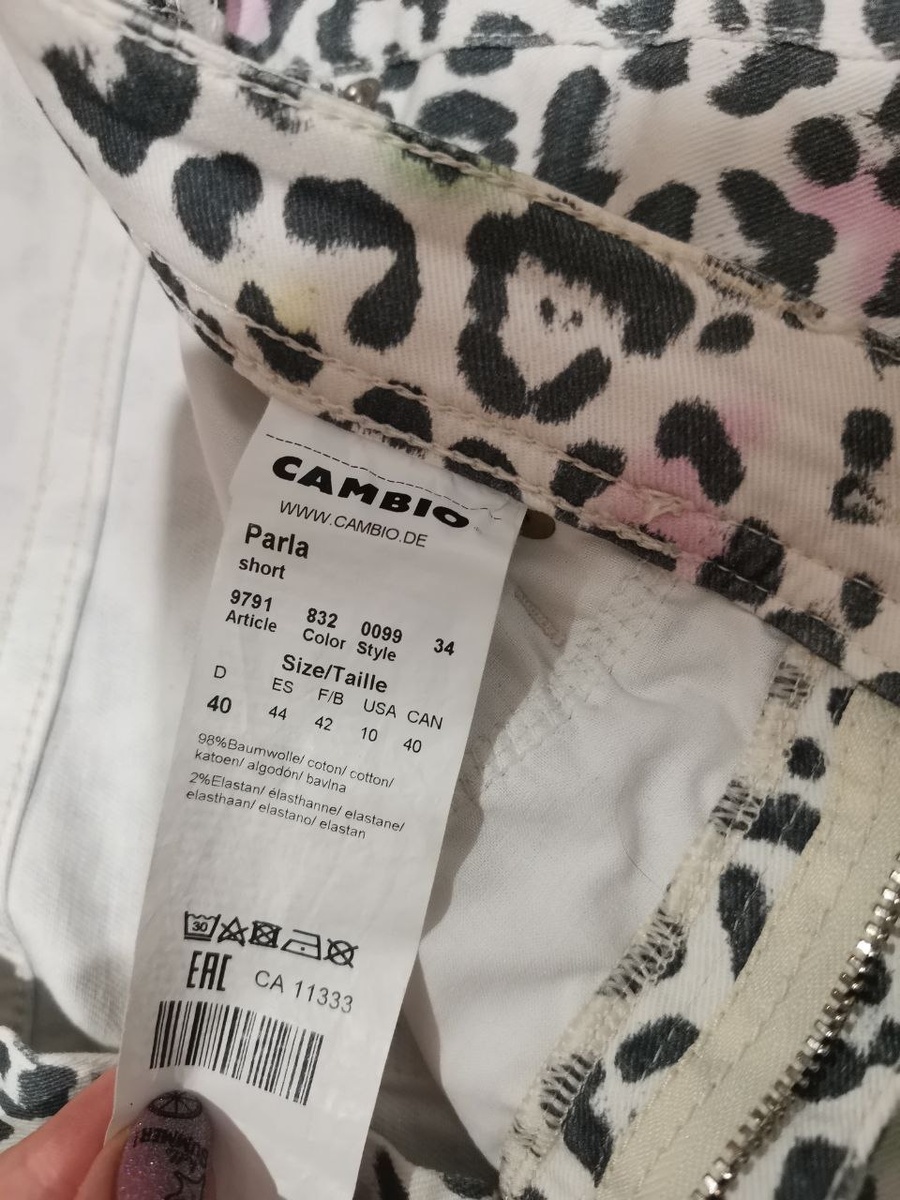 CAMBIO
WWW.CAMBIO.DE
Parla
short
9791 832 0099 34
Article Color Style
Size/Taille
D ES F/B USA CAN
40 44 42 10 40
98%Baumwolle/ coton/ cotton/
katoen/ algodón/ bavlna
2%Elastan/ élasthanne/ elastane/
elasthaan/ elastano/ elastan
30
EAC CA 11333
SUMMER!